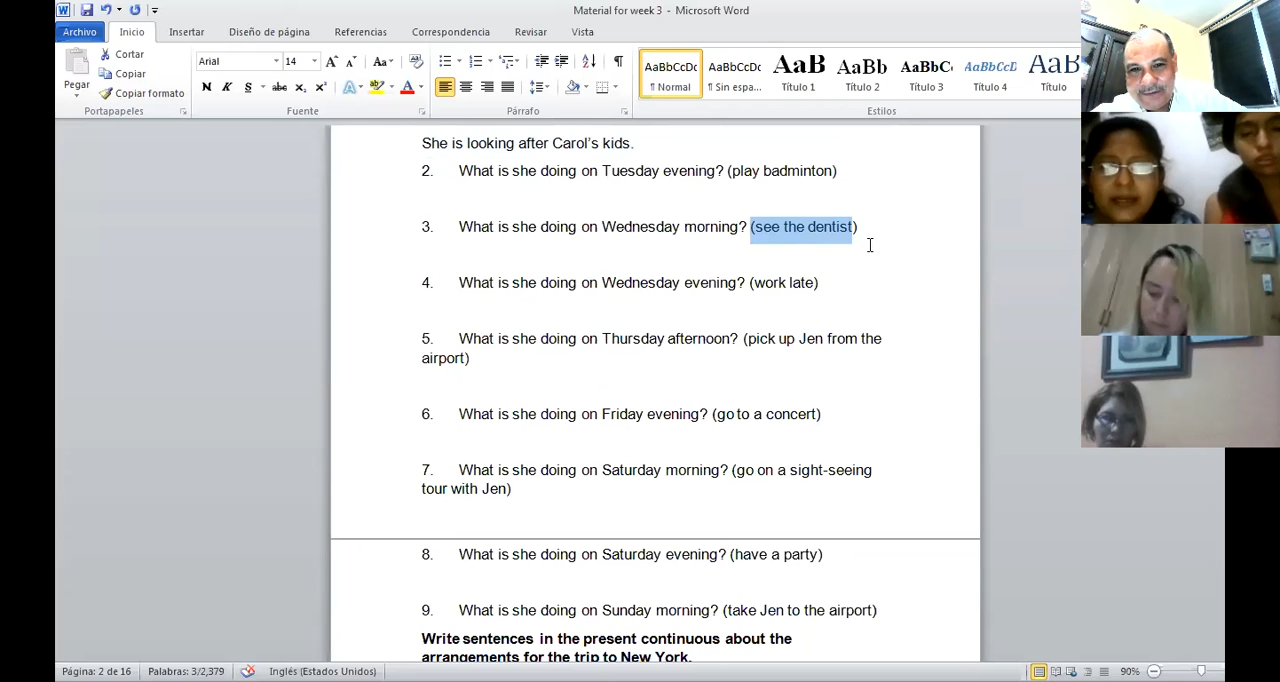 Material for week 3 - Microsoft Word
Archivo Inicio Insertar Diseño de página Referencias Correspondencia Revisar Vista
Pegar
Cortar
Copiar
Copiar formato
Portapapeles
Arial 14
Fuente
Párrafo
AaBbCcDc AaBbCcDc AaB AaBb AaBbC AaBbCcD AaB
¶ Normal ¶ Sin espa... Título 1 Título 2 Título 3 Título 4 Título
Estilos
She is looking after Carol's kids.
2. What is she doing on Tuesday evening? (play badminton)
3. What is she doing on Wednesday morning? (see the dentist)
4. What is she doing on Wednesday evening? (work late)
5. What is she doing on Thursday afternoon? (pick up Jen from the
airport)
6. What is she doing on Friday evening? (go to a concert)
7. What is she doing on Saturday morning? (go on a sight-seeing
tour with Jen)
8. What is she doing on Saturday evening? (have a party)
9. What is she doing on Sunday morning? (take Jen to the airport)
Write sentences in the present continuous about the
arrangements for the trip to New York.
Página: 2 de 16 Palabras: 3/2,379 Inglés (Estados Unidos) 90%